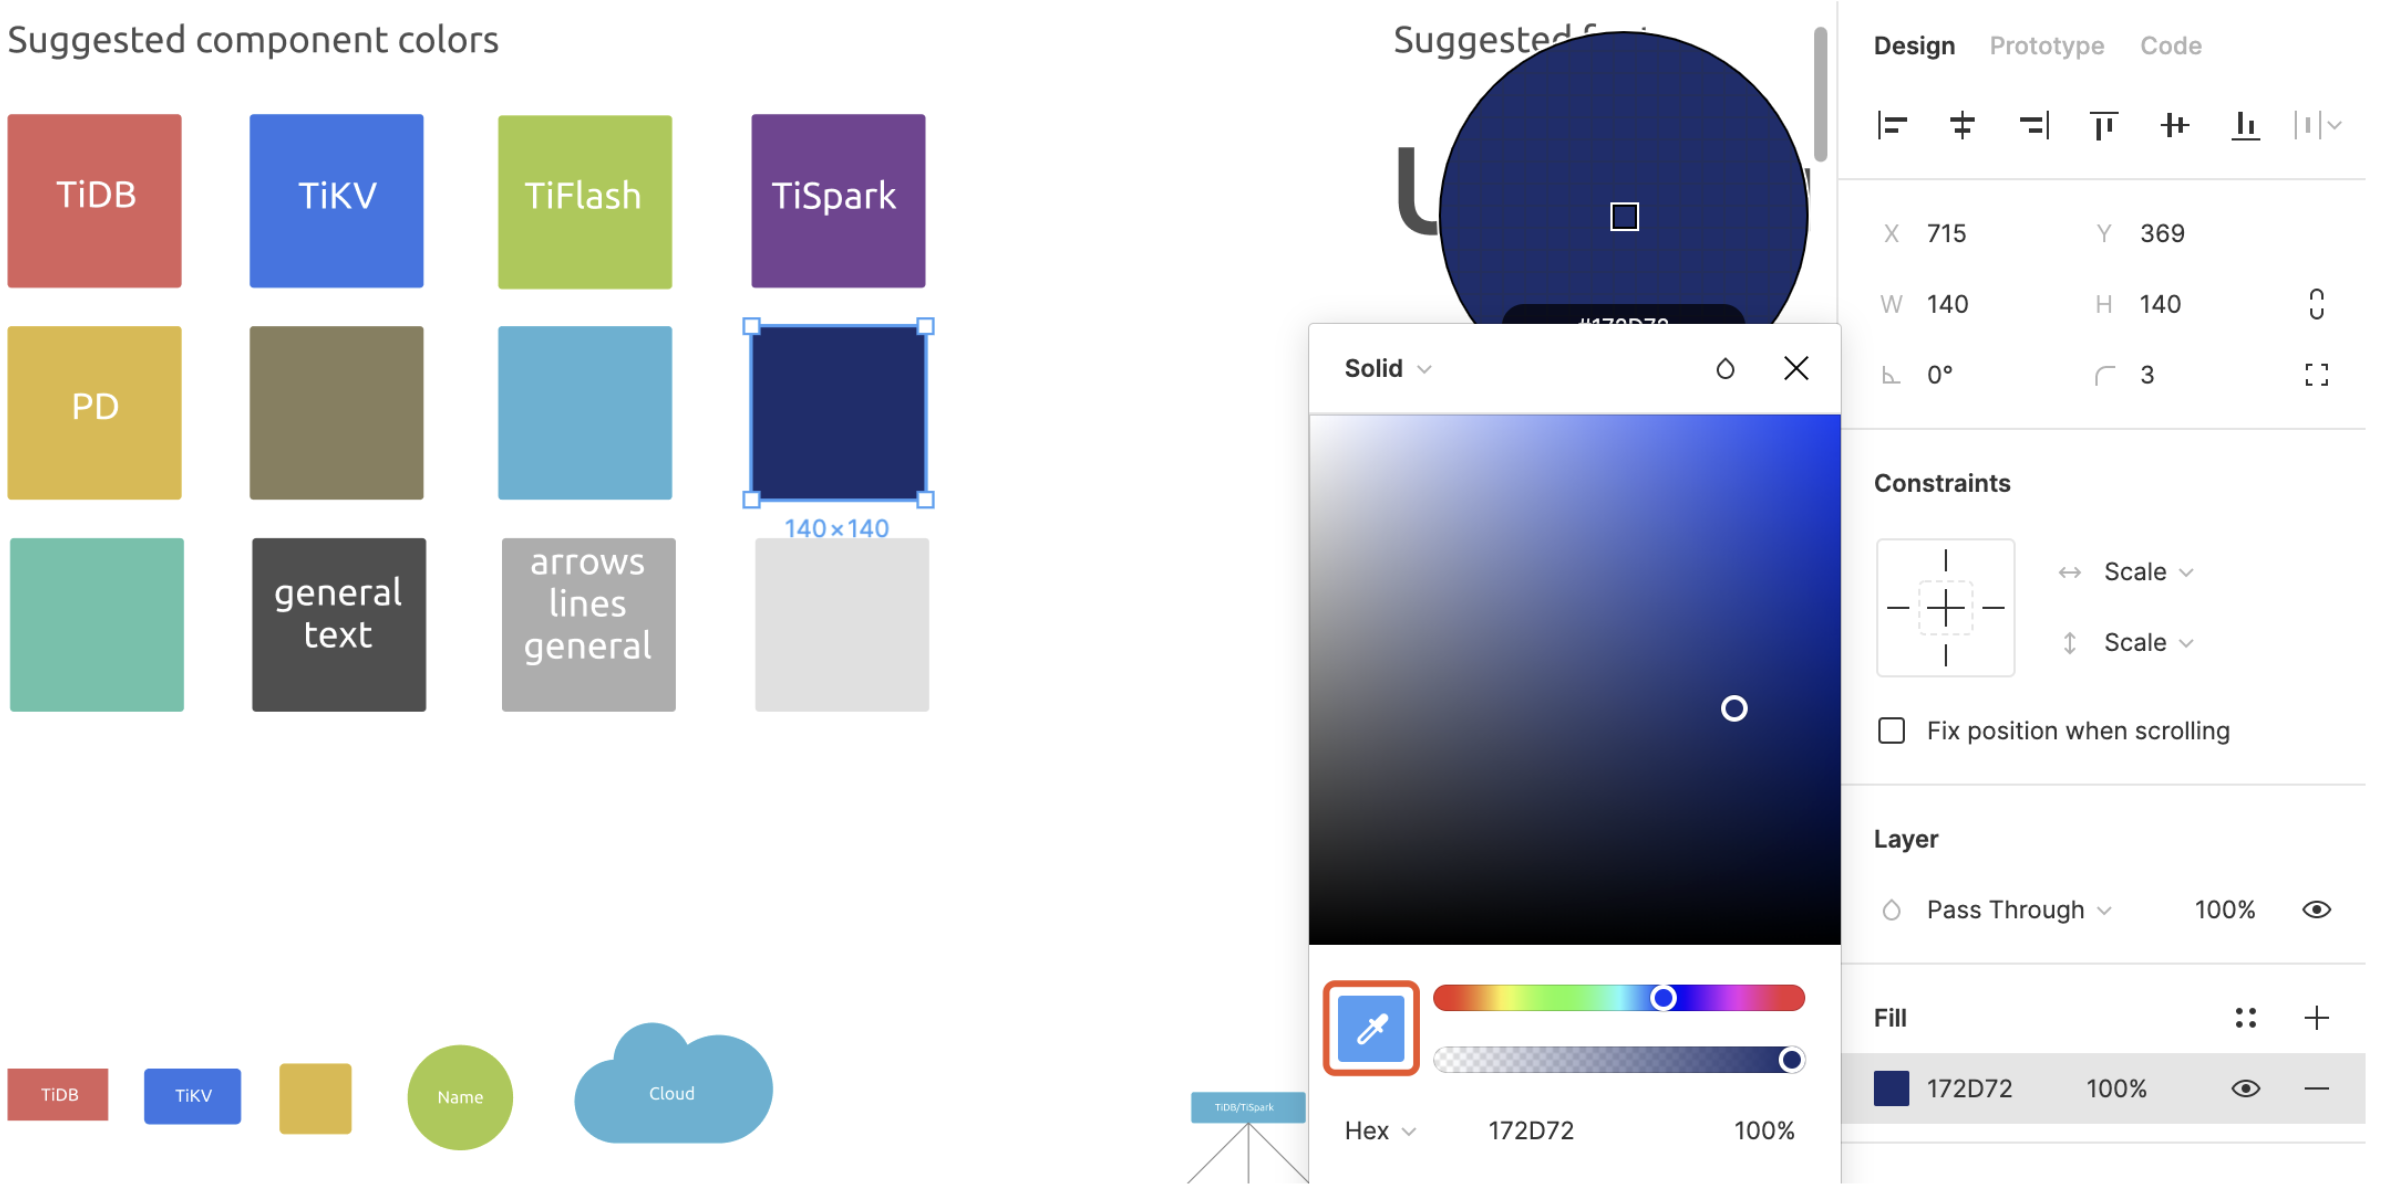 Suggested component colors
TiDB
TiKV
TiFlash
TiSpark
PD
140×140
general
text
arrows
lines
general
TiDB
TiKV
Name
Cloud
TiDB/TiSpark
Suggested
#172D72
Solid
Hex
172D72
100%
Design
Prototype
Code
X
715
Y
369
W
140
H
140
0°
3
Constraints
Scale
Scale
Fix position when scrolling
Layer
Pass Through
100%
Fill
172D72
100%